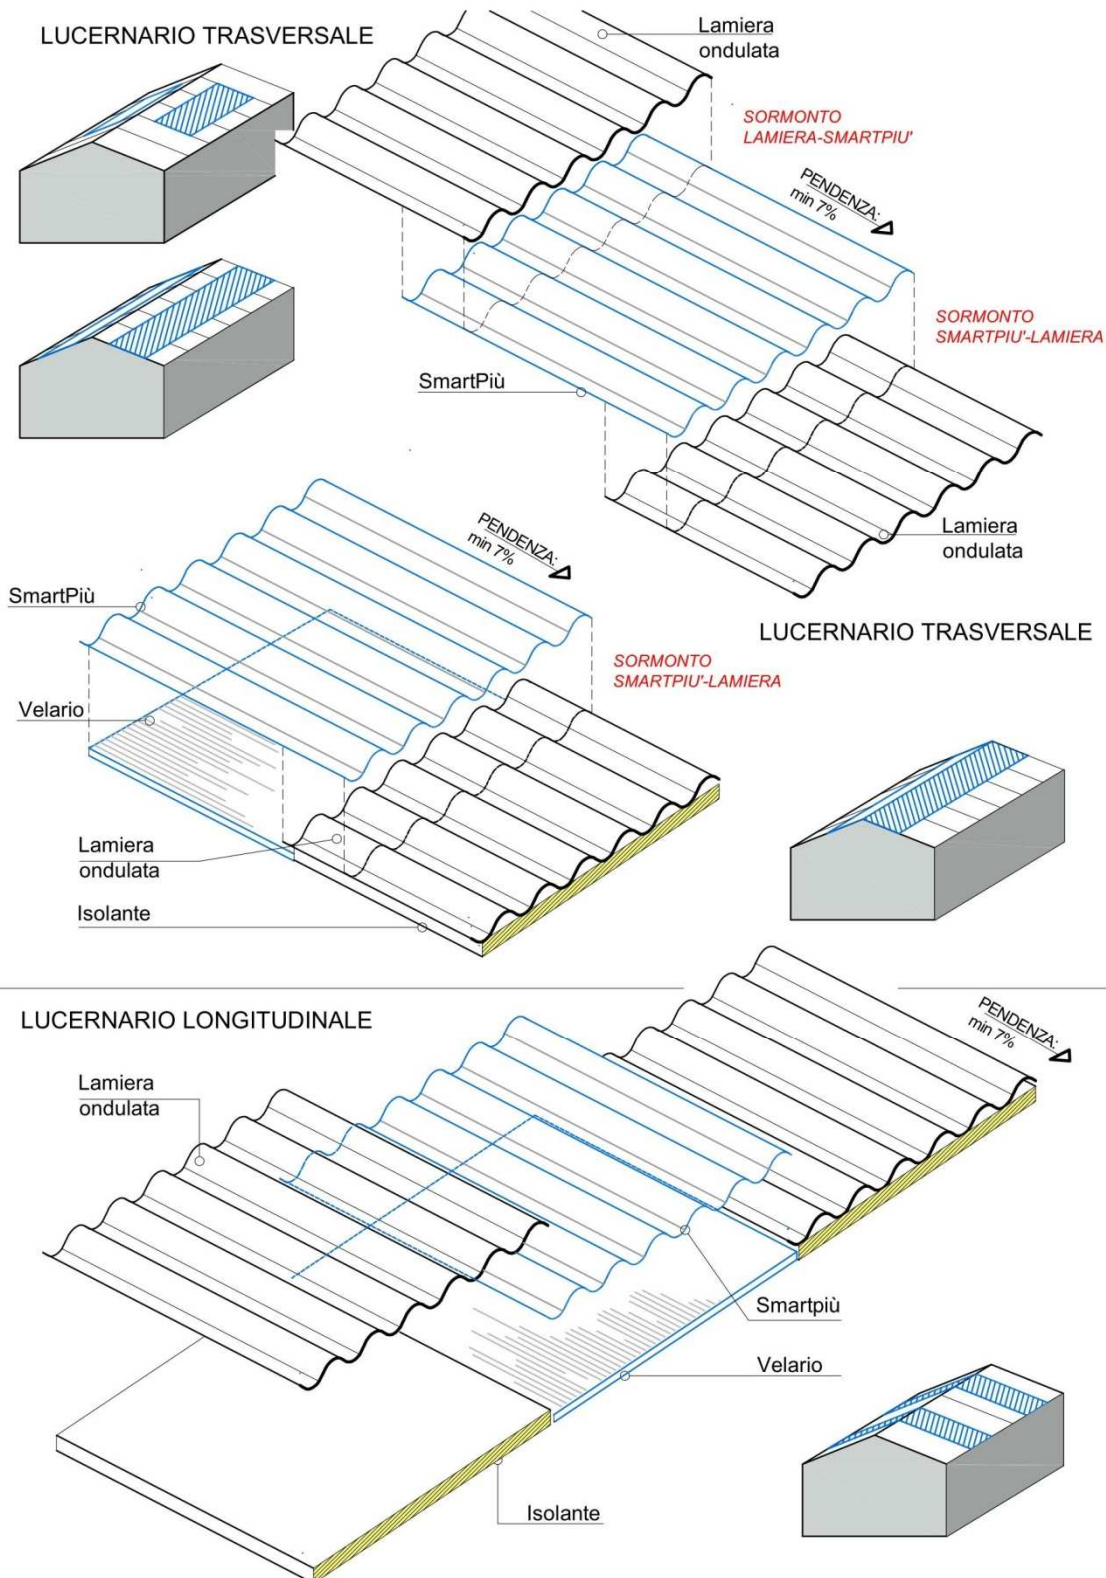 LUCERNARIO TRASVERSALE
Lamiera
ondulata
SORMONTO
LAMIERA-SMARTPIU'
PENDENZA:
min 7%
SORMONTO
SMARTPIU'-LAMIERA
SmartPiù
Lamiera
ondulata
PENDENZA:
min 7%
SmartPiù
LUCERNARIO TRASVERSALE
SORMONTO
SMARTPIU'-LAMIERA
Velario
Lamiera
ondulata
Isolante
LUCERNARIO LONGITUDINALE
PENDENZA:
min 7%
Lamiera
ondulata
Smartpiù
Velario
Isolante